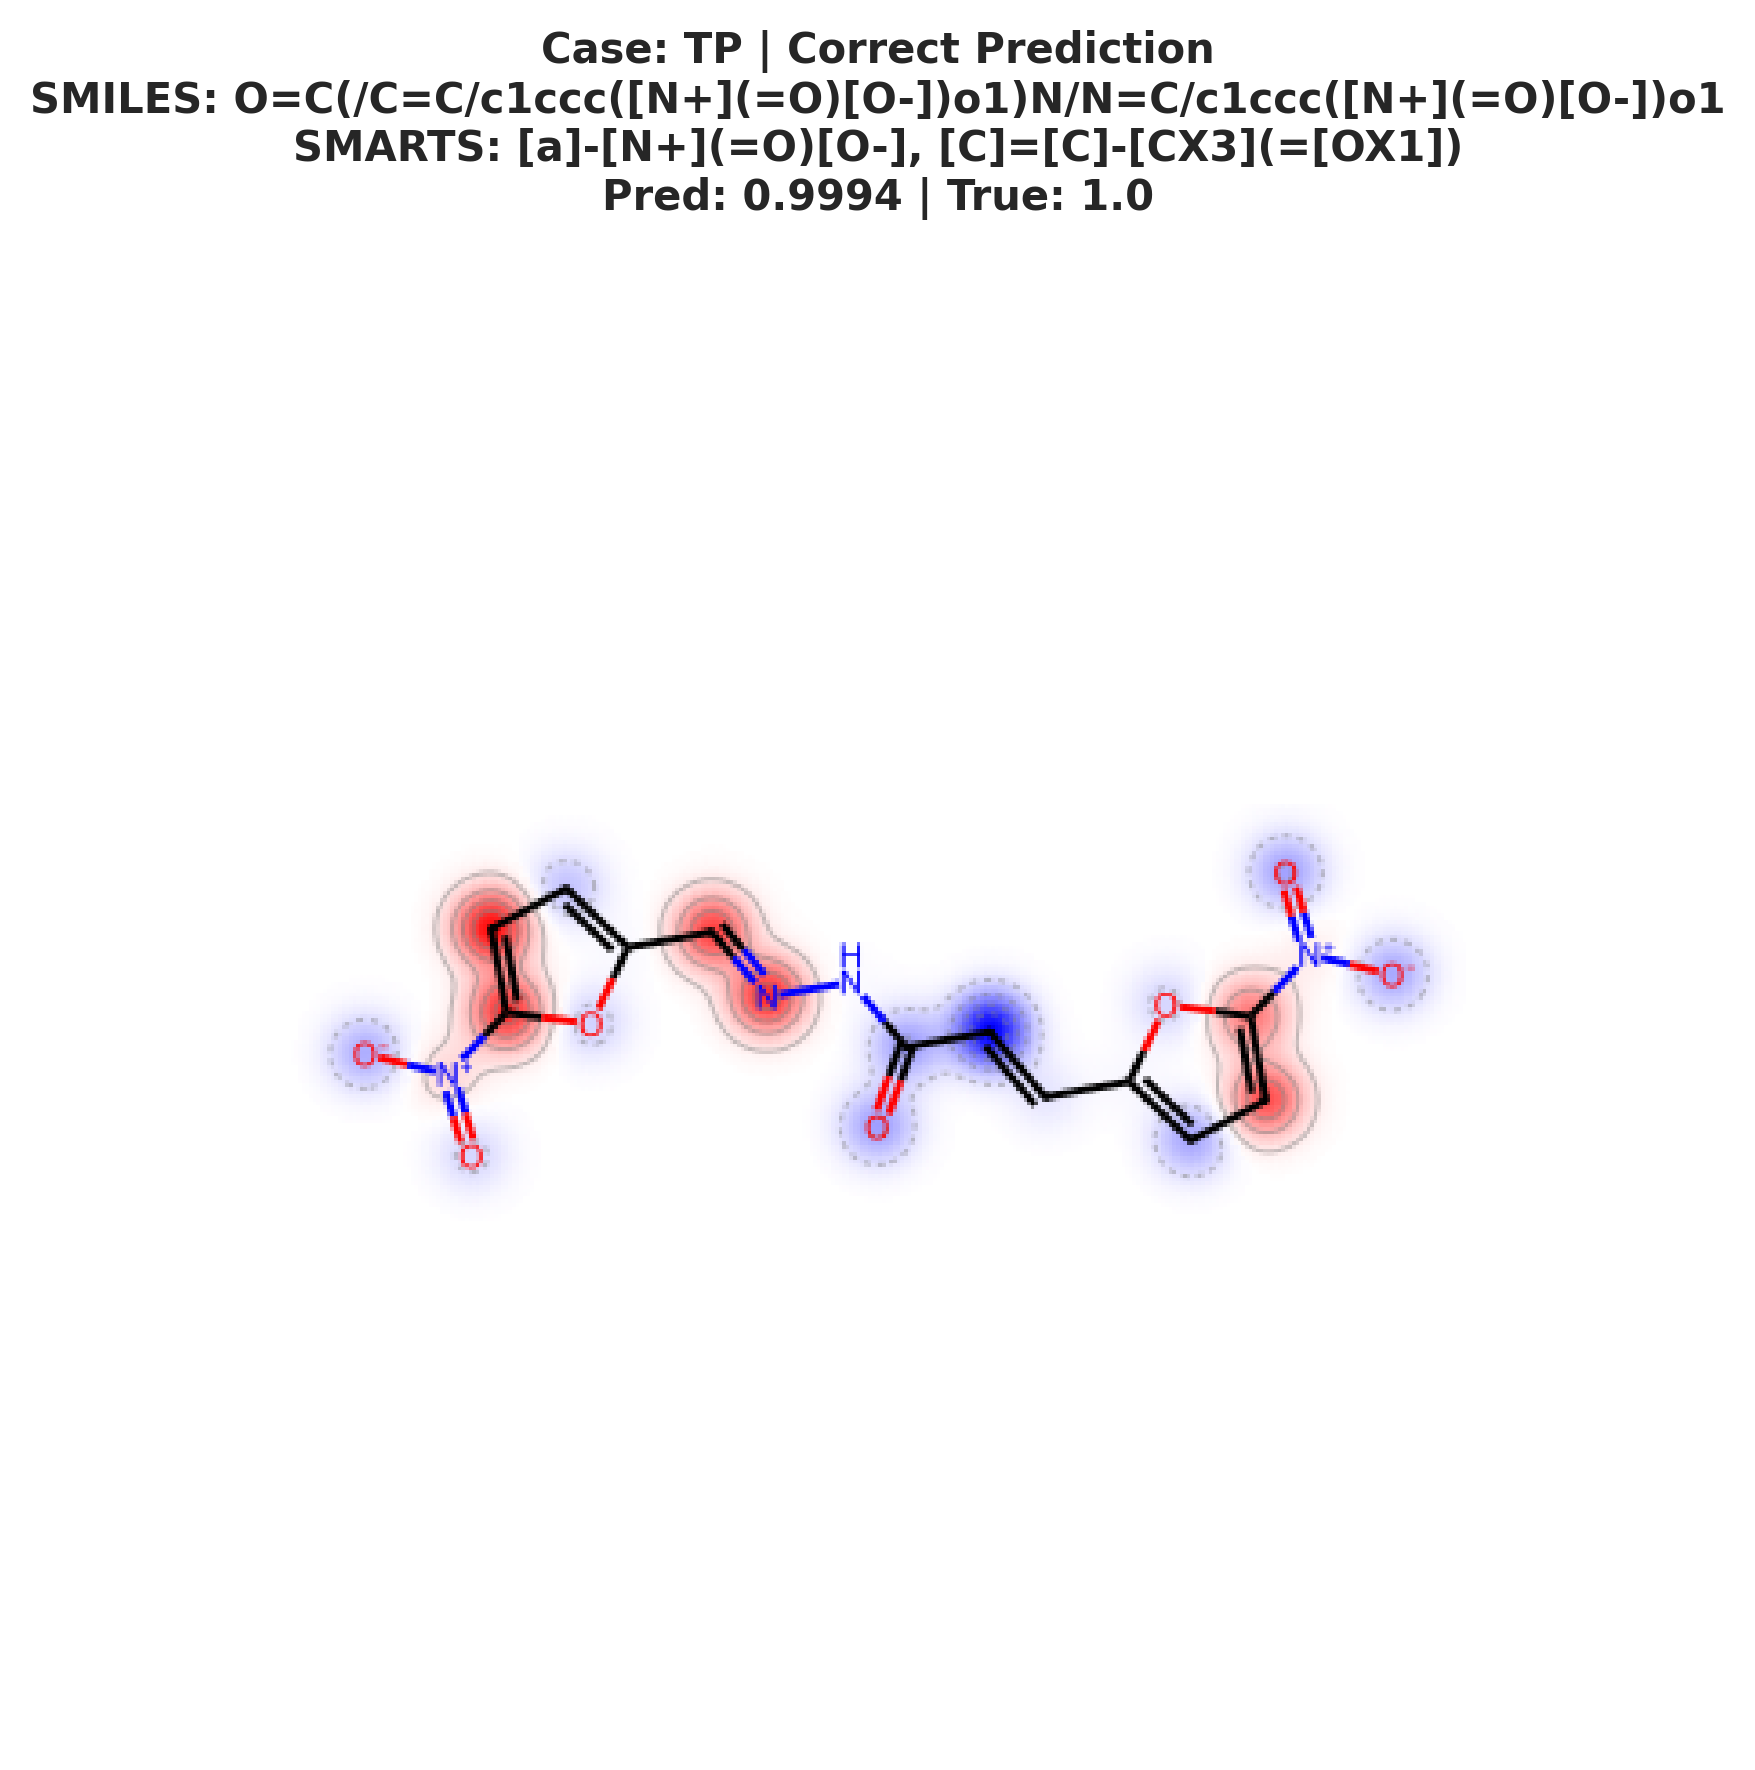 Case: TP | Correct Prediction
SMILES: O=C(/C=C/c1ccc([N+](=O)[O-])o1)N/N=C/c1ccc([N+](=O)[O-])o1
SMARTS: [a]-[N+](=O)[O-], [C]=[C]-[CX3](=[OX1])
Pred: 0.9994 | True: 1.0
O
O
H
N
N
O-
N+
O
O
O-
N+
O
O